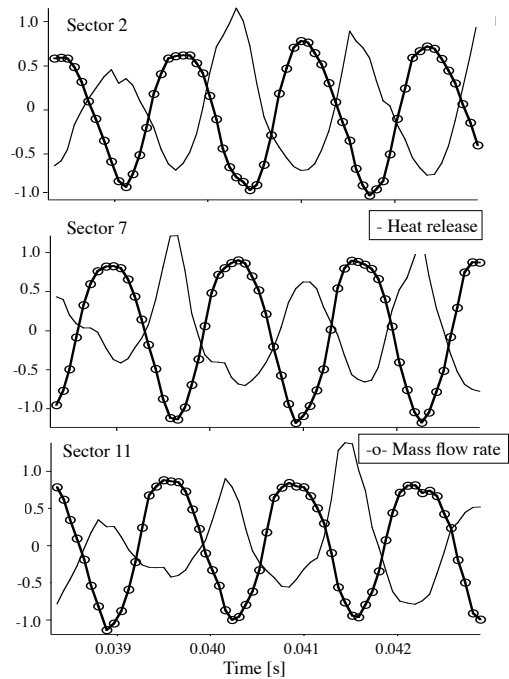 Sector 2
1.0
0.5
0
-0.5
-1.0
Sector 7
- Heat release
1.0
0.5
0
-0.5
-1.0
Sector 11
-o- Mass flow rate
1.0
0.5
0
-0.5
-1.0
0.039 0.040 0.041 0.042
Time [s]